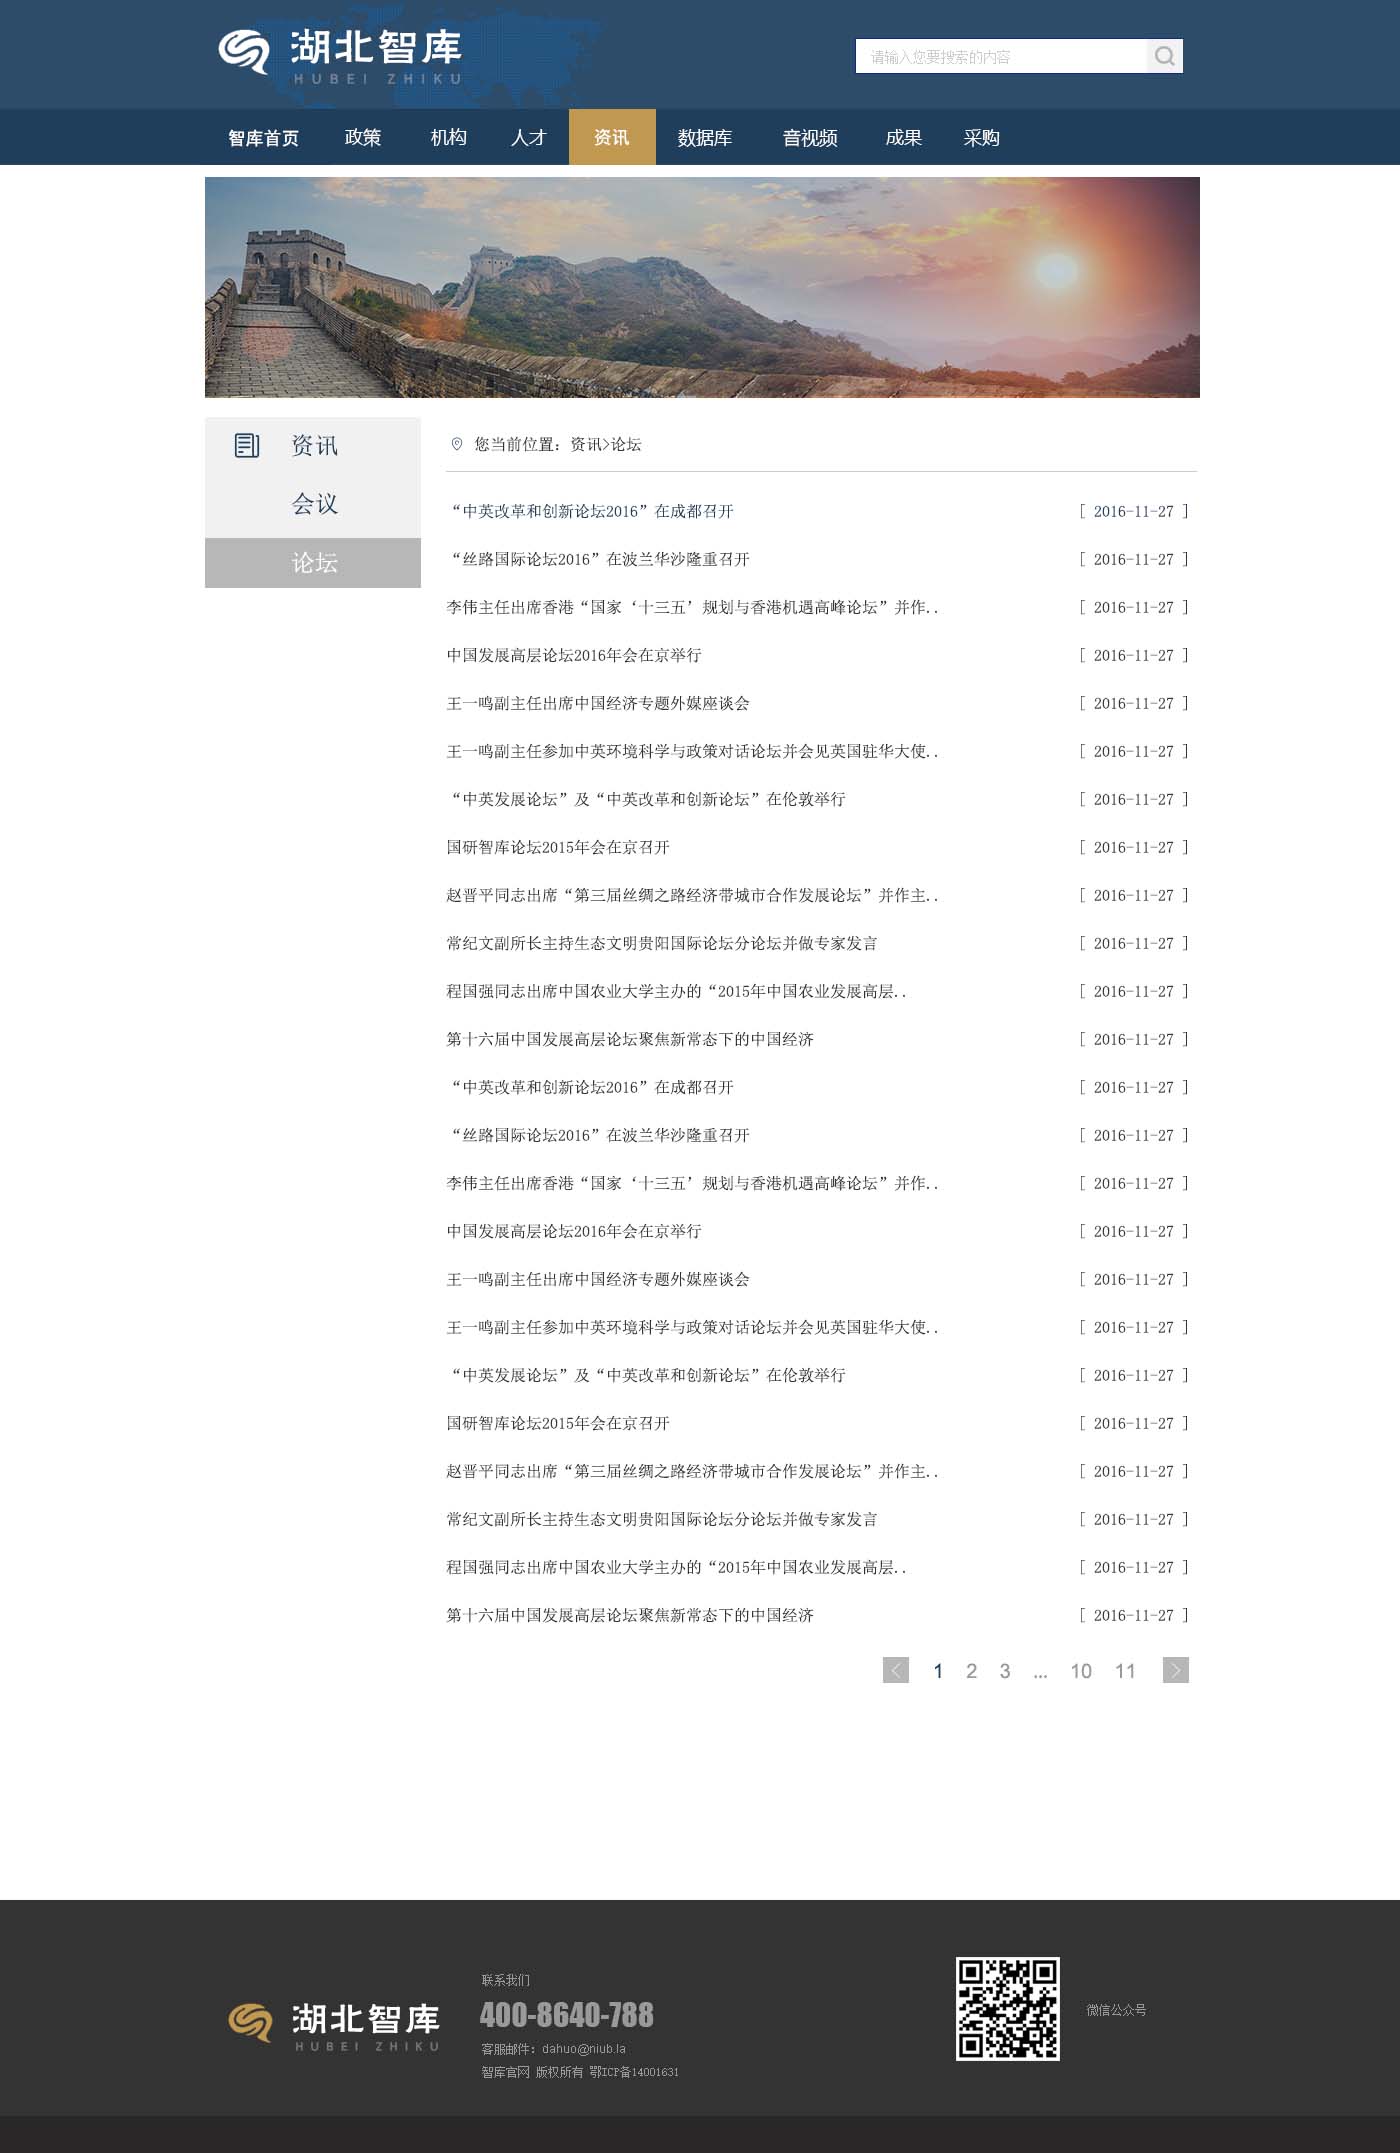 湖北智库
HUBEI ZHIKU
请输入您要搜索的内容
智库首页 政策 机构 人才 资讯 数据库 音视频 成果 采购
资讯
会议
论坛
您当前位置：资讯>论坛
“中英改革和创新论坛2016”在成都召开 [ 2016-11-27 ]
“丝路国际论坛2016”在波兰华沙隆重召开 [ 2016-11-27 ]
李伟主任出席香港“国家‘十三五’规划与香港机遇高峰论坛”并作.. [ 2016-11-27 ]
中国发展高层论坛2016年会在京举行 [ 2016-11-27 ]
王一鸣副主任出席中国经济专题外媒座谈会 [ 2016-11-27 ]
王一鸣副主任参加中英环境科学与政策对话论坛并会见英国驻华大使.. [ 2016-11-27 ]
“中英发展论坛”及“中英改革和创新论坛”在伦敦举行 [ 2016-11-27 ]
国研智库论坛2015年会在京召开 [ 2016-11-27 ]
赵晋平同志出席“第三届丝绸之路经济带城市合作发展论坛”并作主.. [ 2016-11-27 ]
常纪文副所长主持生态文明贵阳国际论坛分论坛并做专家发言 [ 2016-11-27 ]
程国强同志出席中国农业大学主办的“2015年中国农业发展高层.. [ 2016-11-27 ]
第十六届中国发展高层论坛聚焦新常态下的中国经济 [ 2016-11-27 ]
“中英改革和创新论坛2016”在成都召开 [ 2016-11-27 ]
“丝路国际论坛2016”在波兰华沙隆重召开 [ 2016-11-27 ]
李伟主任出席香港“国家‘十三五’规划与香港机遇高峰论坛”并作.. [ 2016-11-27 ]
中国发展高层论坛2016年会在京举行 [ 2016-11-27 ]
王一鸣副主任出席中国经济专题外媒座谈会 [ 2016-11-27 ]
王一鸣副主任参加中英环境科学与政策对话论坛并会见英国驻华大使.. [ 2016-11-27 ]
“中英发展论坛”及“中英改革和创新论坛”在伦敦举行 [ 2016-11-27 ]
国研智库论坛2015年会在京召开 [ 2016-11-27 ]
赵晋平同志出席“第三届丝绸之路经济带城市合作发展论坛”并作主.. [ 2016-11-27 ]
常纪文副所长主持生态文明贵阳国际论坛分论坛并做专家发言 [ 2016-11-27 ]
程国强同志出席中国农业大学主办的“2015年中国农业发展高层.. [ 2016-11-27 ]
第十六届中国发展高层论坛聚焦新常态下的中国经济 [ 2016-11-27 ]
< 1 2 3 ... 10 11 >
湖北智库
HUBEI ZHIKU
联系我们
400-8640-788
客服邮件：dahuo@niub.la
智库官网 版权所有 鄂ICP备14001631
微信公众号